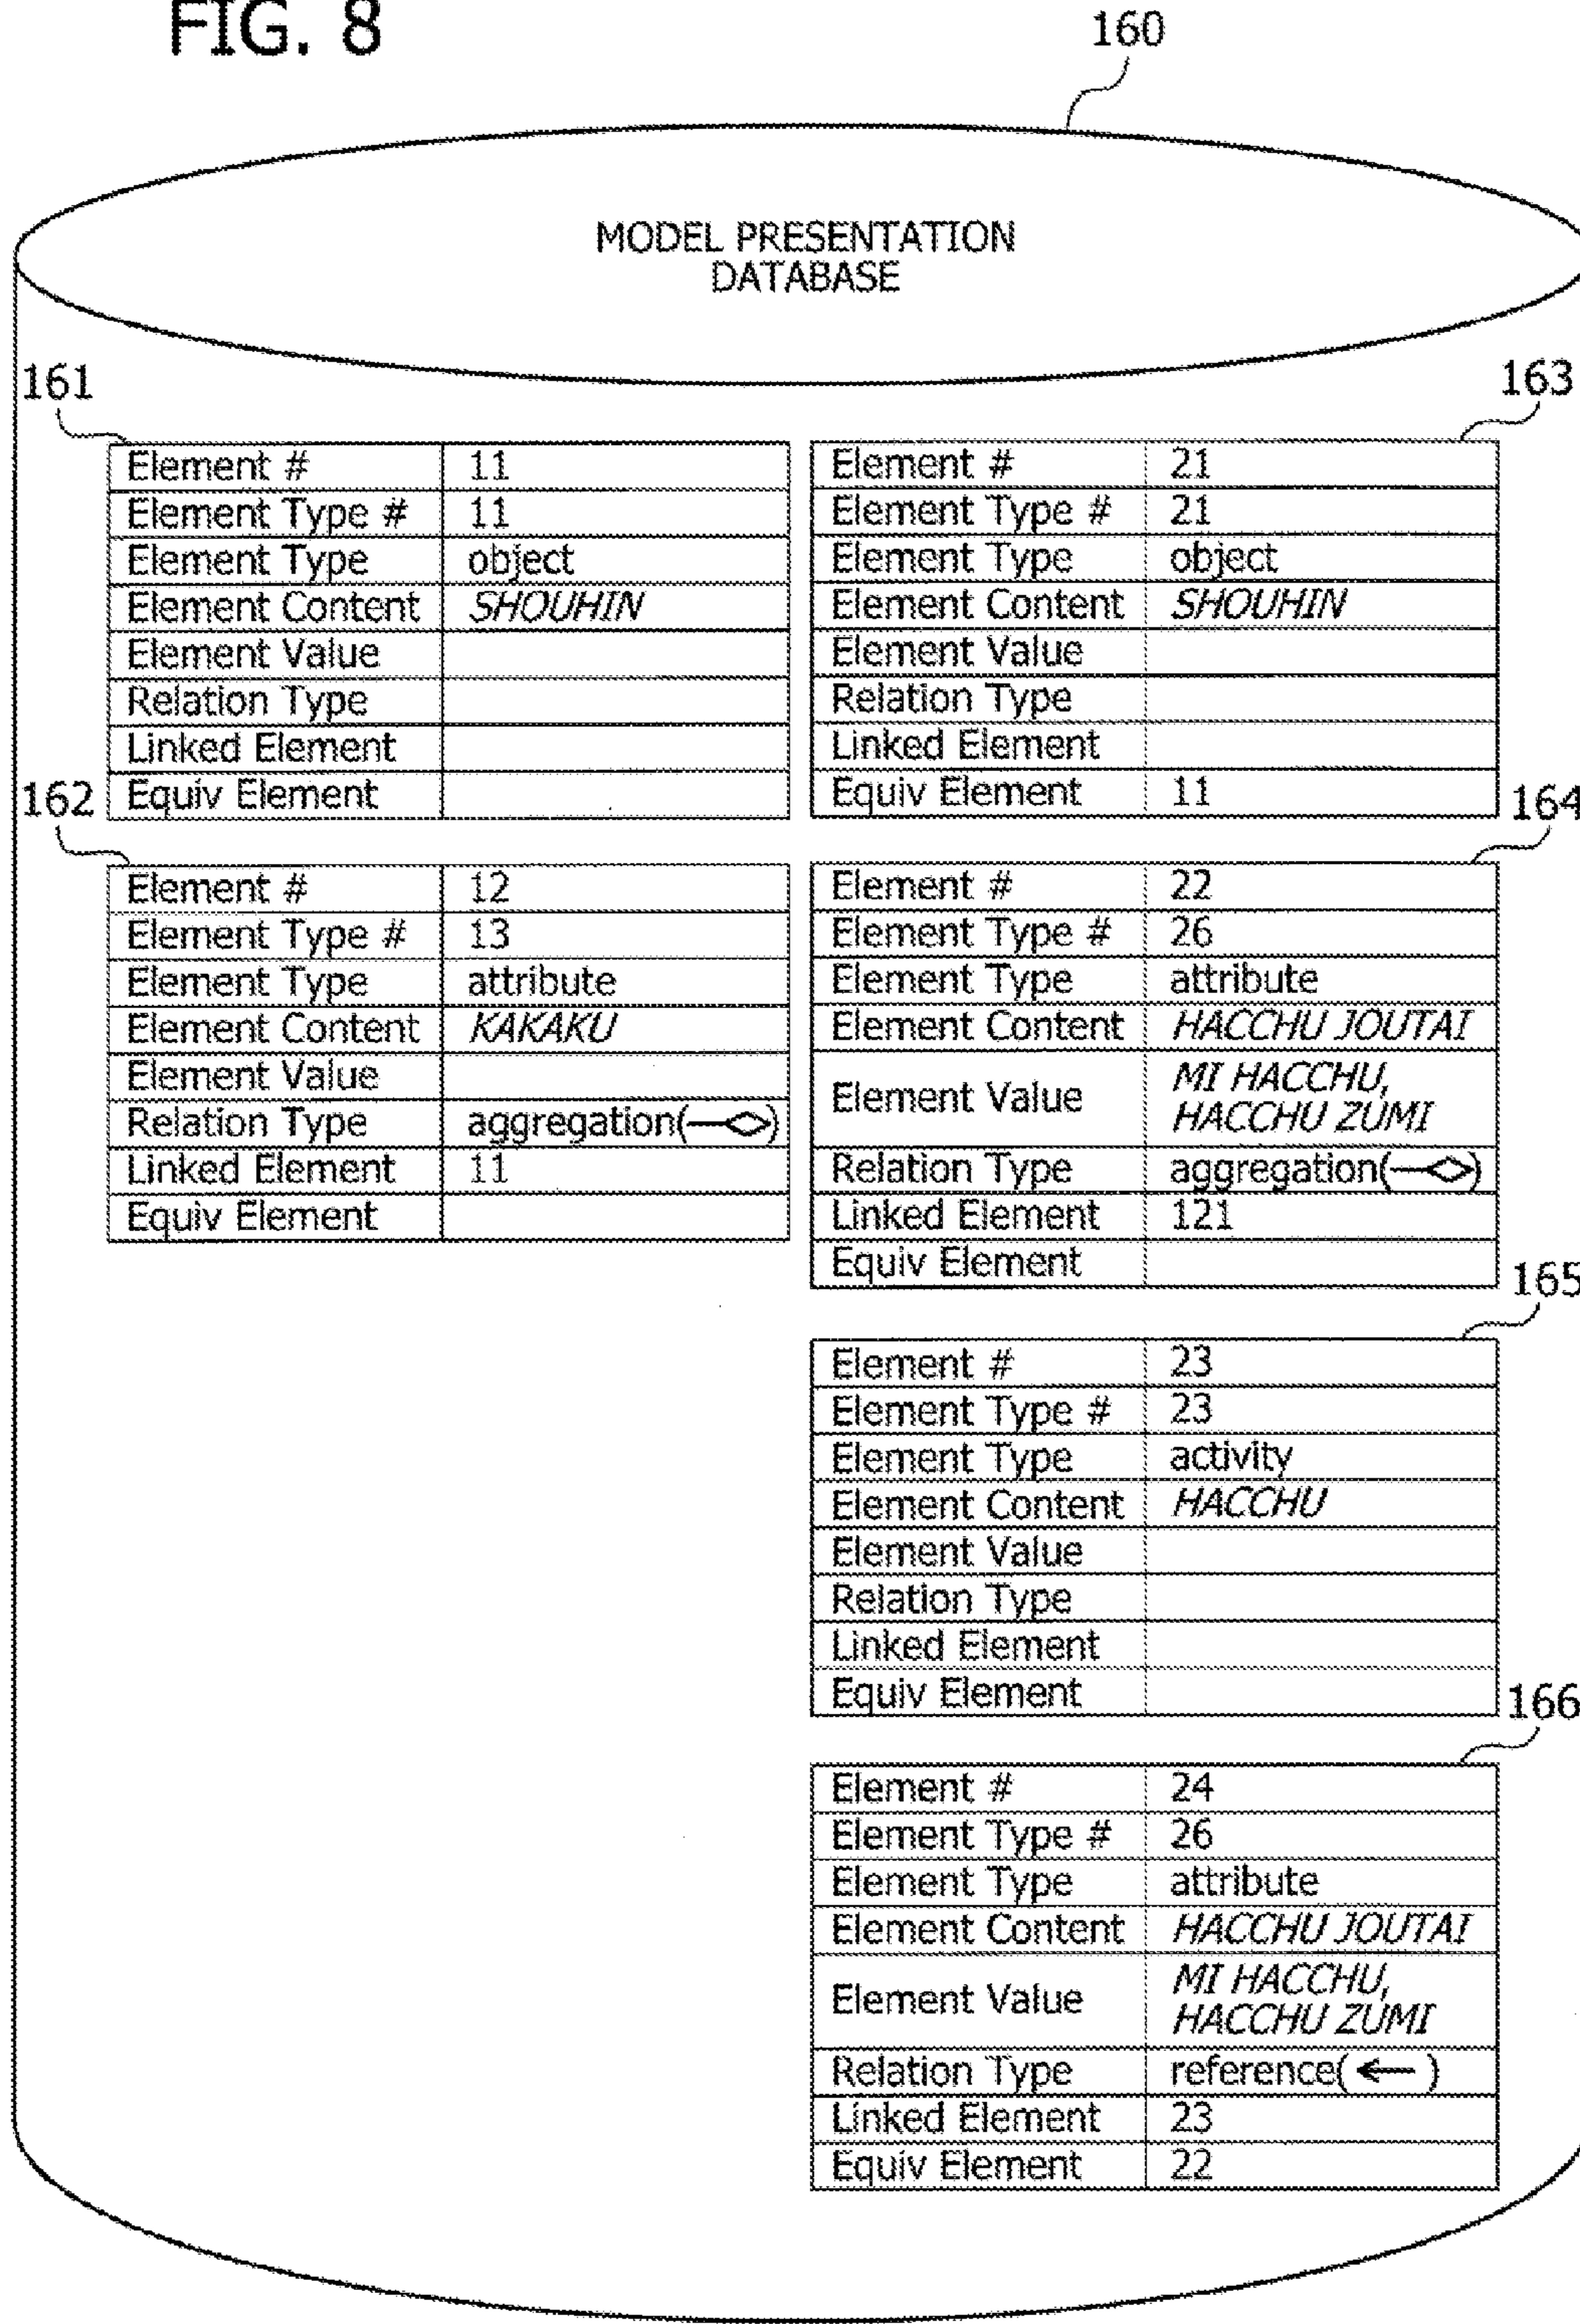 FIG. 8
160
MODEL PRESENTATION
DATABASE
161
Element # 11
Element Type # 11
Element Type object
Element Content SHOUHIN
Element Value
Relation Type
Linked Element
Equiv Element
162
Element # 12
Element Type # 13
Element Type attribute
Element Content KAKAKU
Element Value
Relation Type aggregation( )
Linked Element 11
Equiv Element
163
Element # 21
Element Type # 21
Element Type object
Element Content SHOUHIN
Element Value
Relation Type
Linked Element
Equiv Element 11
164
Element # 22
Element Type # 26
Element Type attribute
Element Content HACCHU JOUTAI
Element Value MI HACCHU,
HACCHU ZUMI
Relation Type aggregation( )
Linked Element 121
Equiv Element
165
Element # 23
Element Type # 23
Element Type activity
Element Content HACCHU
Element Value
Relation Type
Linked Element
Equiv Element
166
Element # 24
Element Type # 26
Element Type attribute
Element Content HACCHU JOUTAI
Element Value MI HACCHU,
HACCHU ZUMI
Relation Type reference( ← )
Linked Element 23
Equiv Element 22